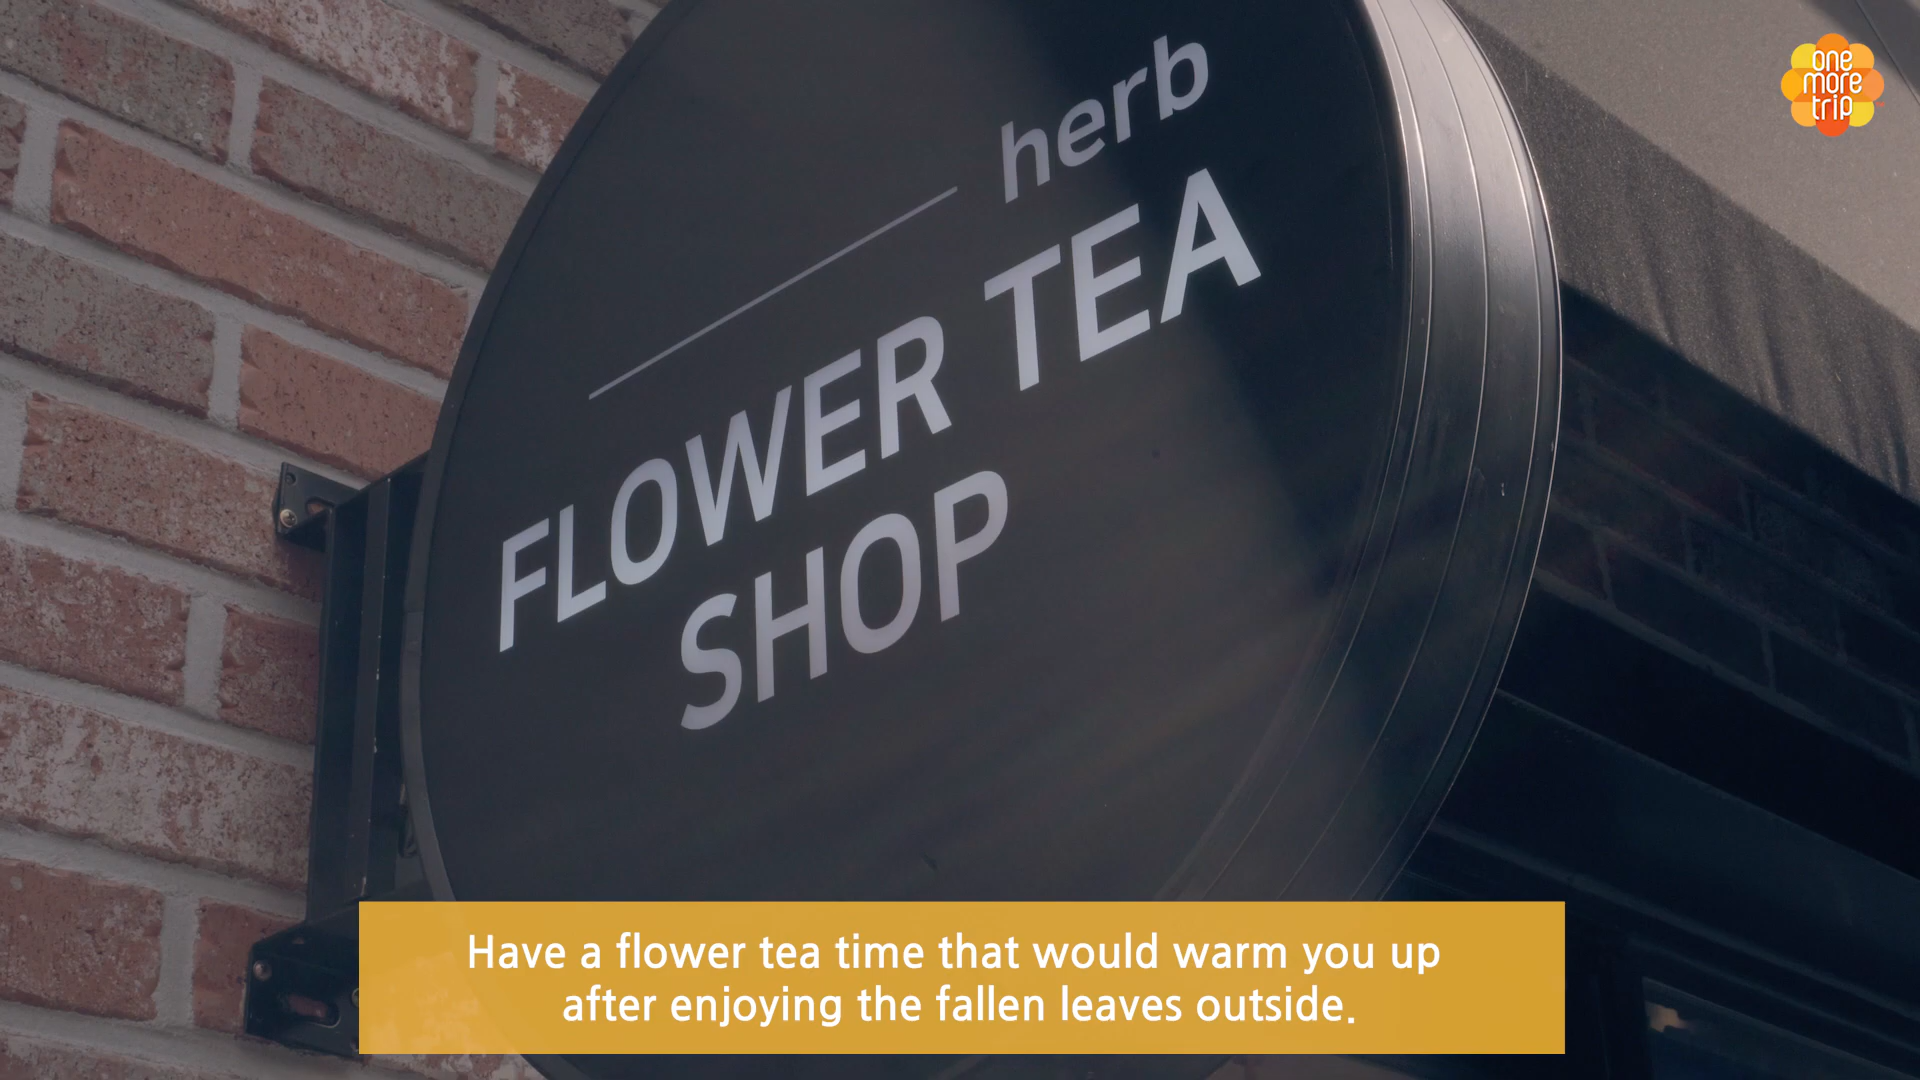 one
more
trip
herb
FLOWER TEA
SHOP
Have a flower tea time that would warm you up
after enjoying the fallen leaves outside.